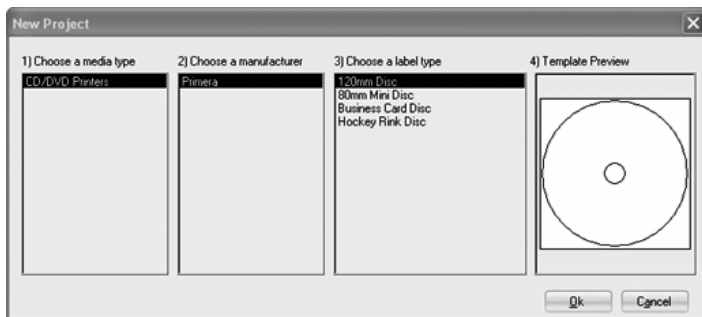 New Project
1) Choose a media type
2) Choose a manufacturer
3) Choose a label type
4) Template Preview
CD/DVD Printers
Primera
120mm Disc
80mm Mini Disc
Business Card Disc
Hockey Rink Disc
Ok
Cancel